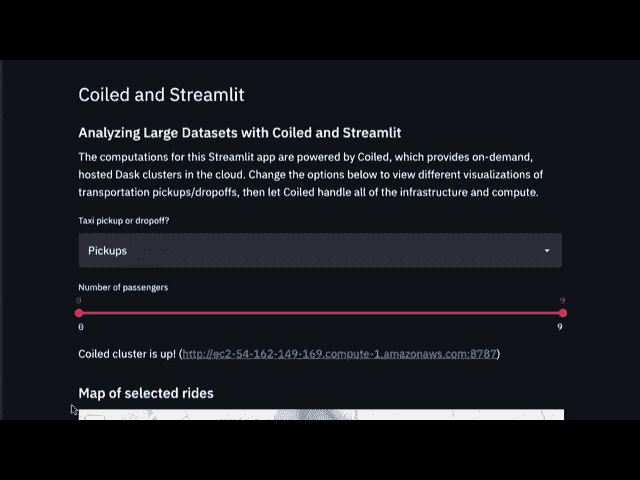 Coiled and Streamlit
Analyzing Large Datasets with Coiled and Streamlit
The computations for this Streamlit app are powered by Coiled, which provides on-demand,
hosted Dask clusters in the cloud. Change the options below to view different visualizations of
transportation pickups/dropoffs, then let Coiled handle all of the infrastructure and compute.
Taxi pickup or dropoff?
Pickups
Number of passengers
0 9
0 9
Coiled cluster is up! (http://ec2-54-162-149-169.compute-1.amazonaws.com:8787)
Map of selected rides